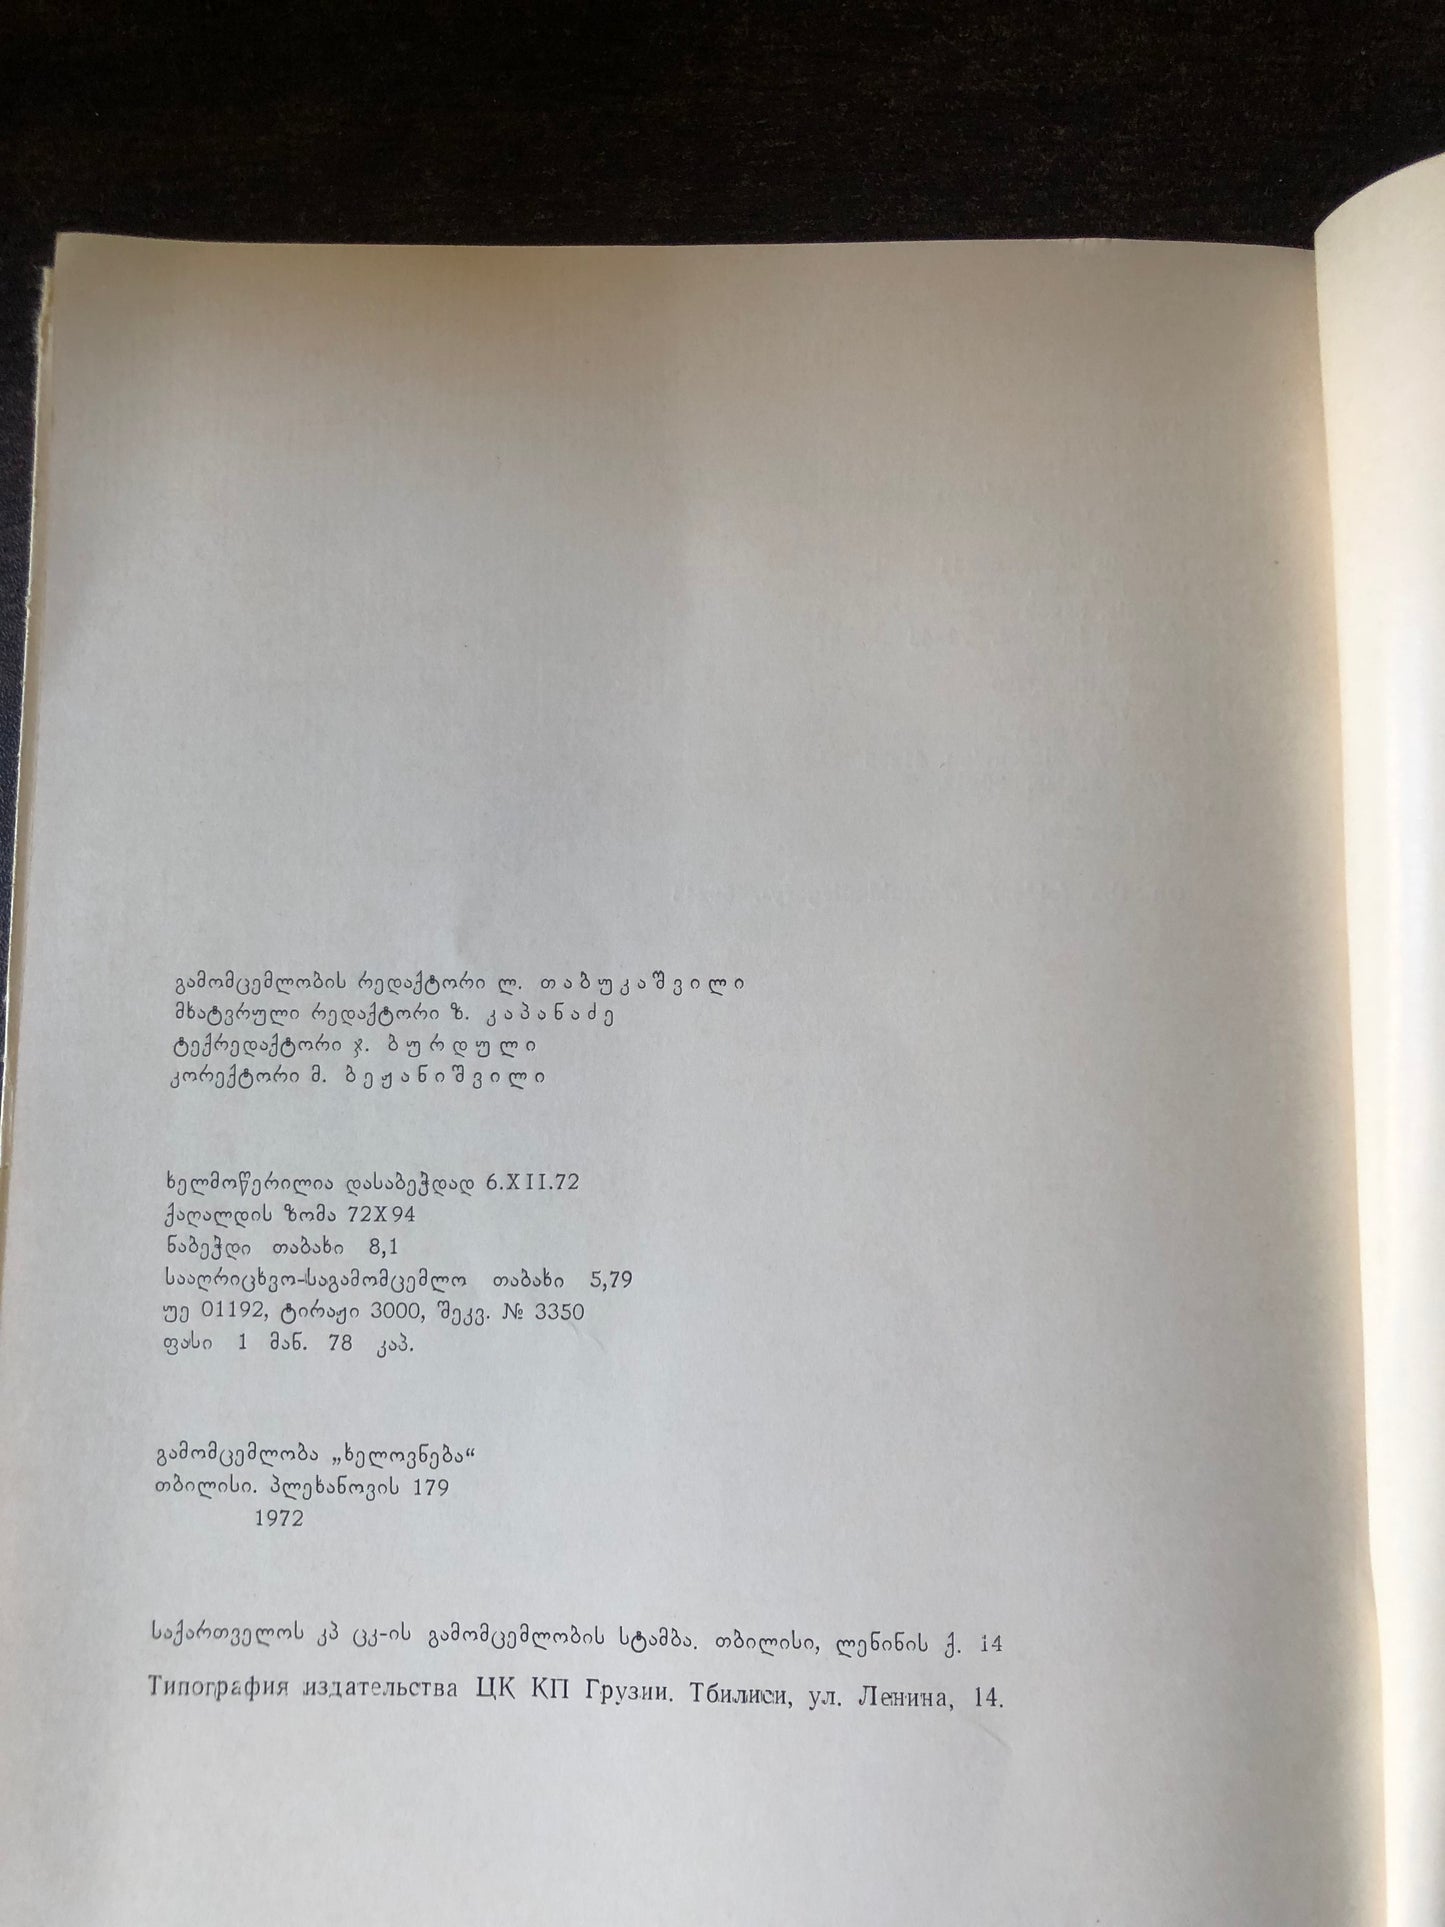 გამომცემლობის რედაქტორი ლ. თაბუკაშვილი
მხატვრული რედაქტორი ზ. კაპანაძე
ტექრედაქტორი ჯ. ბურდული
კორექტორი მ. ბეჟანიშვილი
ხელმოწერილია დასაბეჭდად 6.XII.72
ქაღალდის ზომა 72X94
ნაბეჭდი თაბახი 8,1
სააღრიცხვო-საგამომცემლო თაბახი 5,79
უე 01192, ტირაჟი 3000, შეკვ. № 3350
ფასი 1 მან. 78 კაპ.
გამომცემლობა „ხელოვნება“
თბილისი. პლეხანოვის 179
1972
საქართველოს კპ ცკ-ის გამომცემლობის სტამბა. თბილისი, ლენინის ქ. 14
Типография издательства ЦК КП Грузии. Тбилиси, ул. Ленина, 14.